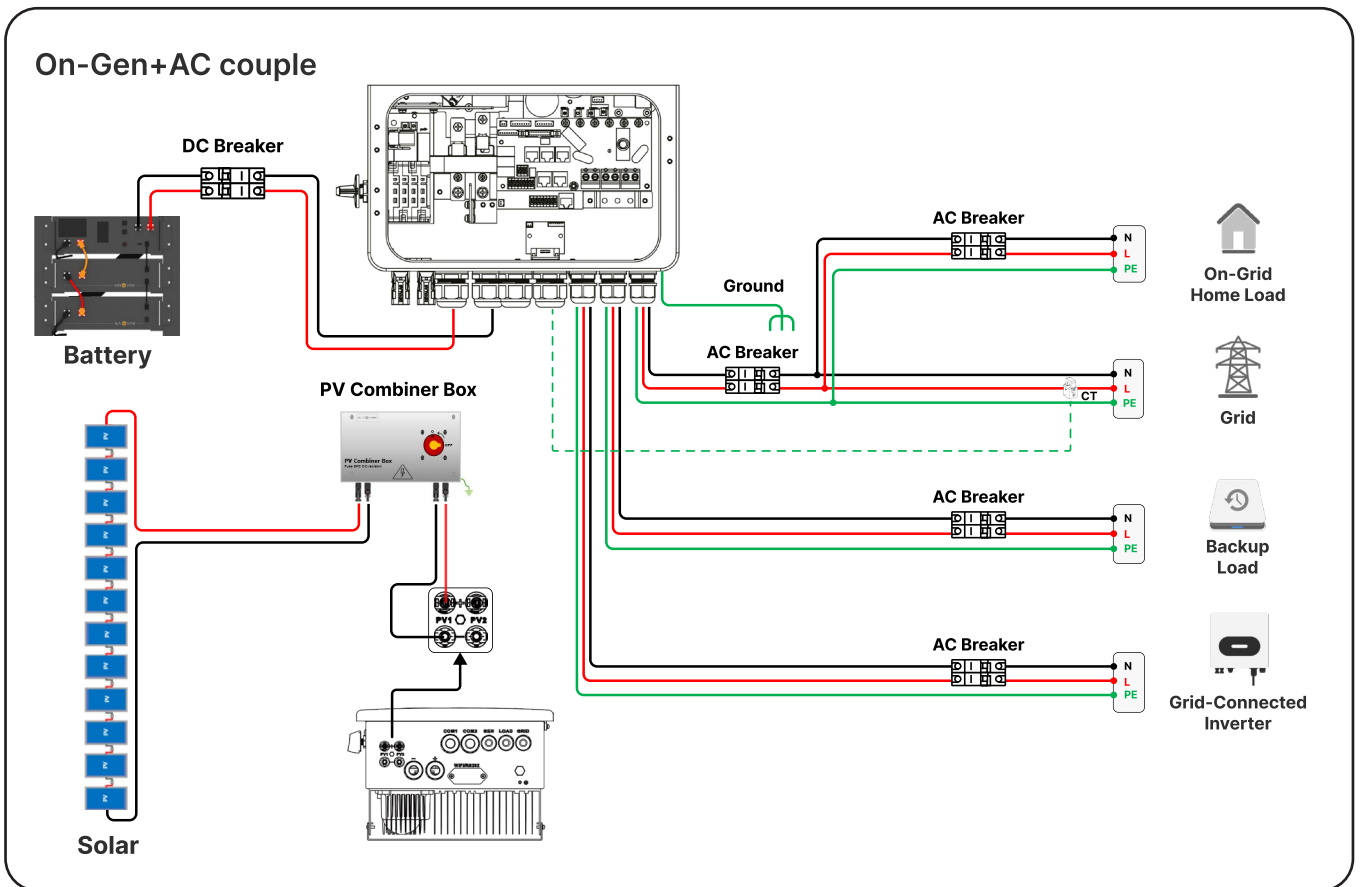 On-Gen+AC couple
DC Breaker
Battery
Ground
AC Breaker
N
L
PE
On-Grid
Home Load
AC Breaker
N
L
PE
CT
Grid
PV Combiner Box
PV Combiner Box
AC Breaker
N
L
PE
Backup
Load
PV1
PV2
AC Breaker
N
L
PE
Grid-Connected
Inverter
COM1 COM2 GEN LOAD GRID
PV1 PV2
Solar